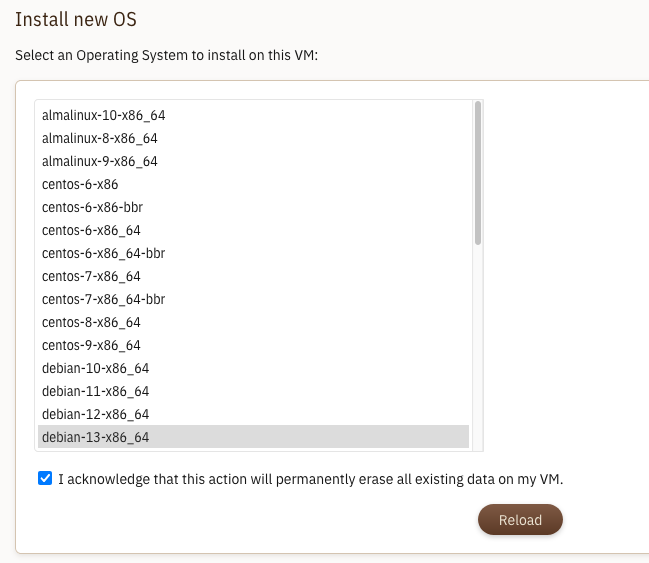 Install new OS
Select an Operating System to install on this VM:
almalinux-10-x86_64
almalinux-8-x86_64
almalinux-9-x86_64
centos-6-x86
centos-6-x86-bbr
centos-6-x86_64
centos-6-x86_64-bbr
centos-7-x86_64
centos-7-x86_64-bbr
centos-8-x86_64
centos-9-x86_64
debian-10-x86_64
debian-11-x86_64
debian-12-x86_64
debian-13-x86_64
I acknowledge that this action will permanently erase all existing data on my VM.
Reload